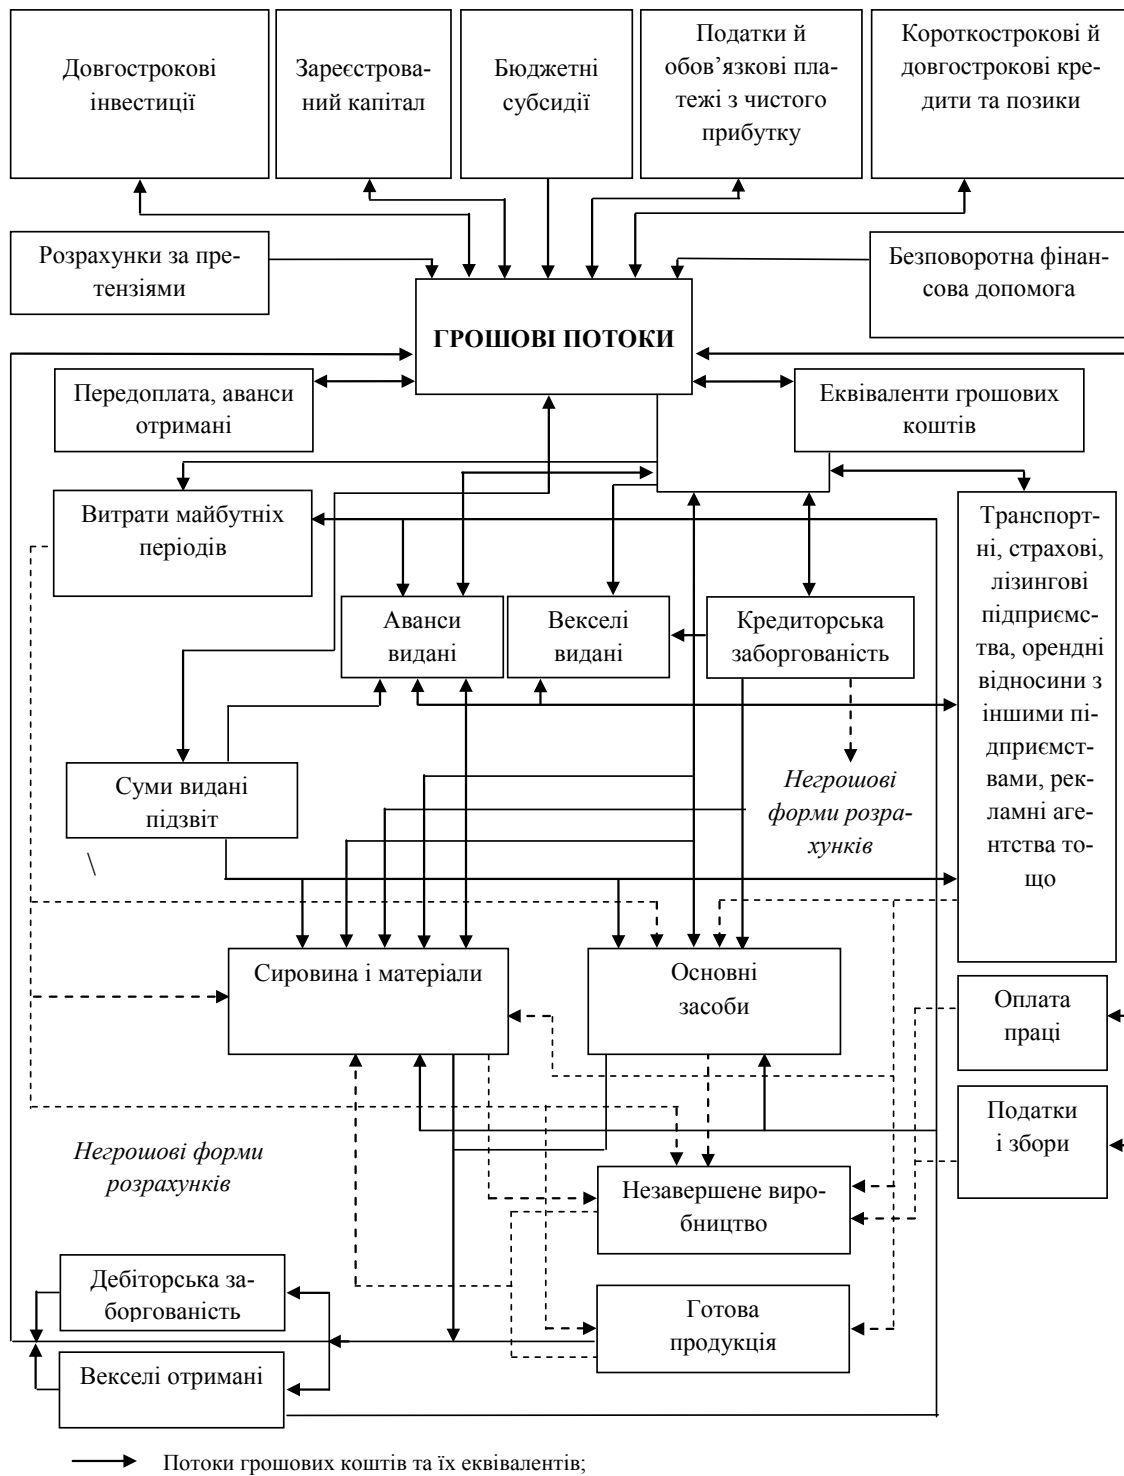 Довгострокові
інвестиції
Зареєстрова-
ний капітал
Бюджетні
субсидії
Податки й
обов’язкові пла-
тежі з чистого
прибутку
Короткострокові й
довгострокові кре-
дити та позики
Розрахунки за пре-
тензіями
Безповоротна фінан-
сова допомога
ГРОШОВІ ПОТОКИ
Передоплата, аванси
отримані
Еквіваленти грошових
коштів
Витрати майбутніх
періодів
Транспорт-
ні, страхові,
лізингові
підприємс-
тва, орендні
відносини з
іншими пі-
дприємст-
вами, рек-
ламні аге-
нтства то-
що
Аванси
видані
Векселі
видані
Кредиторська
заборгованість
Суми видані
підзвіт
\
Негрошові
форми розра-
хунків
Сировина і матеріали
Основні
засоби
Оплата
праці
Податки
і збори
Негрошові форми
розрахунків
Незавершене виро-
бництво
Дебіторська за-
боргованість
Готова
продукція
Векселі отримані
Потоки грошових коштів та їх еквівалентів;